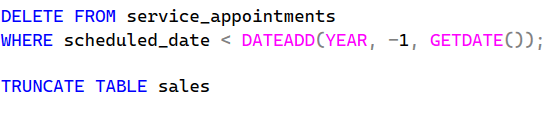 DELETE FROM service_appointments
WHERE scheduled_date < DATEADD(YEAR, -1, GETDATE());
TRUNCATE TABLE sales